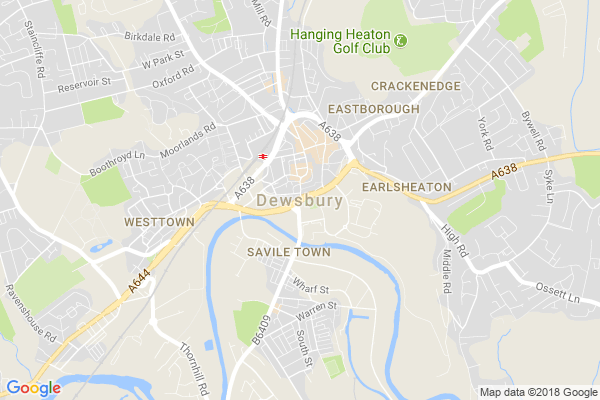 Staincliffe Rd
Birkdale Rd
Mill Rd
Hanging Heaton
Golf Club
W Park St
Oxford Rd
Reservoir St
CRACKENEDGE
EASTBOROUGH
A638
Moorlands Rd
York Rd
Bywell Rd
Boothroyd Ln
A638
A638
Syke Ln
EARLSHEATON
Dewsbury
WESTTOWN
High Rd
SAVILE TOWN
Middle Rd
A644
Wharf St
Ossett Ln
Ravenshouse Rd
Warren St
B6409
South St
Thornhill Rd
Google
Map data ©2018 Google